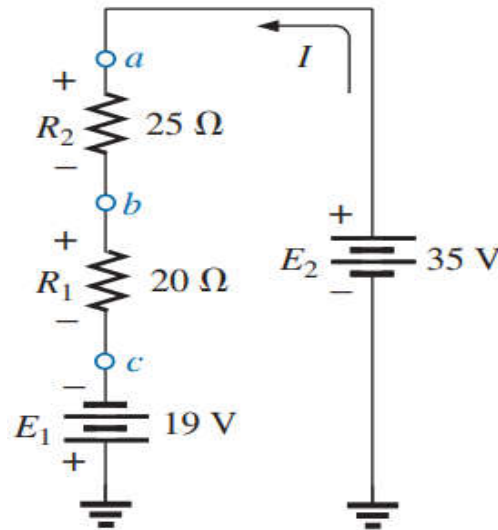 + a
I
R2 25 Ω
−
b
+
+
E2 35 V
R1 20 Ω
−
−
c
−
E1 19 V
+